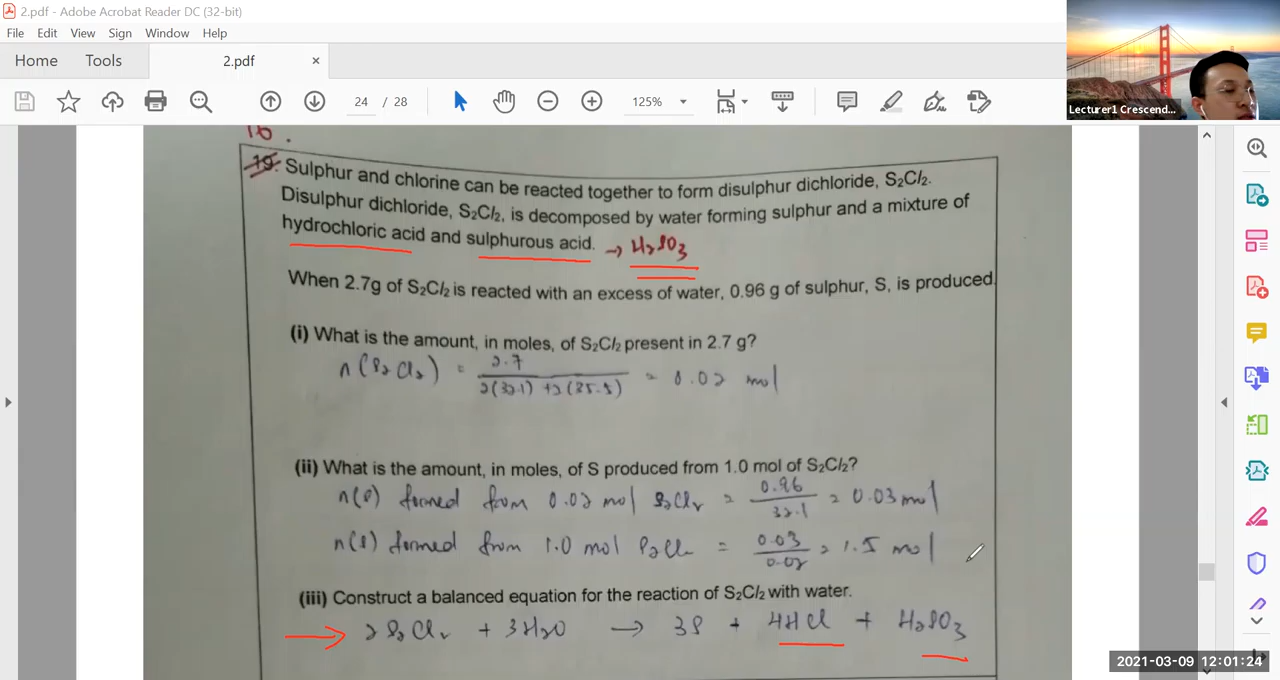 2.pdf - Adobe Acrobat Reader DC (32-bit)
File Edit View Sign Window Help
Home Tools 2.pdf ×
24 / 28 125%
Lecturer1 Crescend...
16.
19. Sulphur and chlorine can be reacted together to form disulphur dichloride, S₂Cl₂.
Disulphur dichloride, S₂Cl₂, is decomposed by water forming sulphur and a mixture of
hydrochloric acid and sulphurous acid. → H₂SO₃
When 2.7g of S₂Cl₂ is reacted with an excess of water, 0.96 g of sulphur, S, is produced.
(i) What is the amount, in moles, of S₂Cl₂ present in 2.7 g?
n(S₂Cl₂) = 2.7 / 2(32.1) + 2(35.5) = 0.02 mol
(ii) What is the amount, in moles, of S produced from 1.0 mol of S₂Cl₂?
n(S) formed from 0.02 mol S₂Cl₂ = 0.96 / 32.1 = 0.03 mol
n(S) formed from 1.0 mol S₂Cl₂ = 0.03 / 0.02 = 1.5 mol
(iii) Construct a balanced equation for the reaction of S₂Cl₂ with water.
→ 2S₂Cl₂ + 3H₂O → 3S + 4HCl + H₂SO₃
2021-03-09 12:01:24